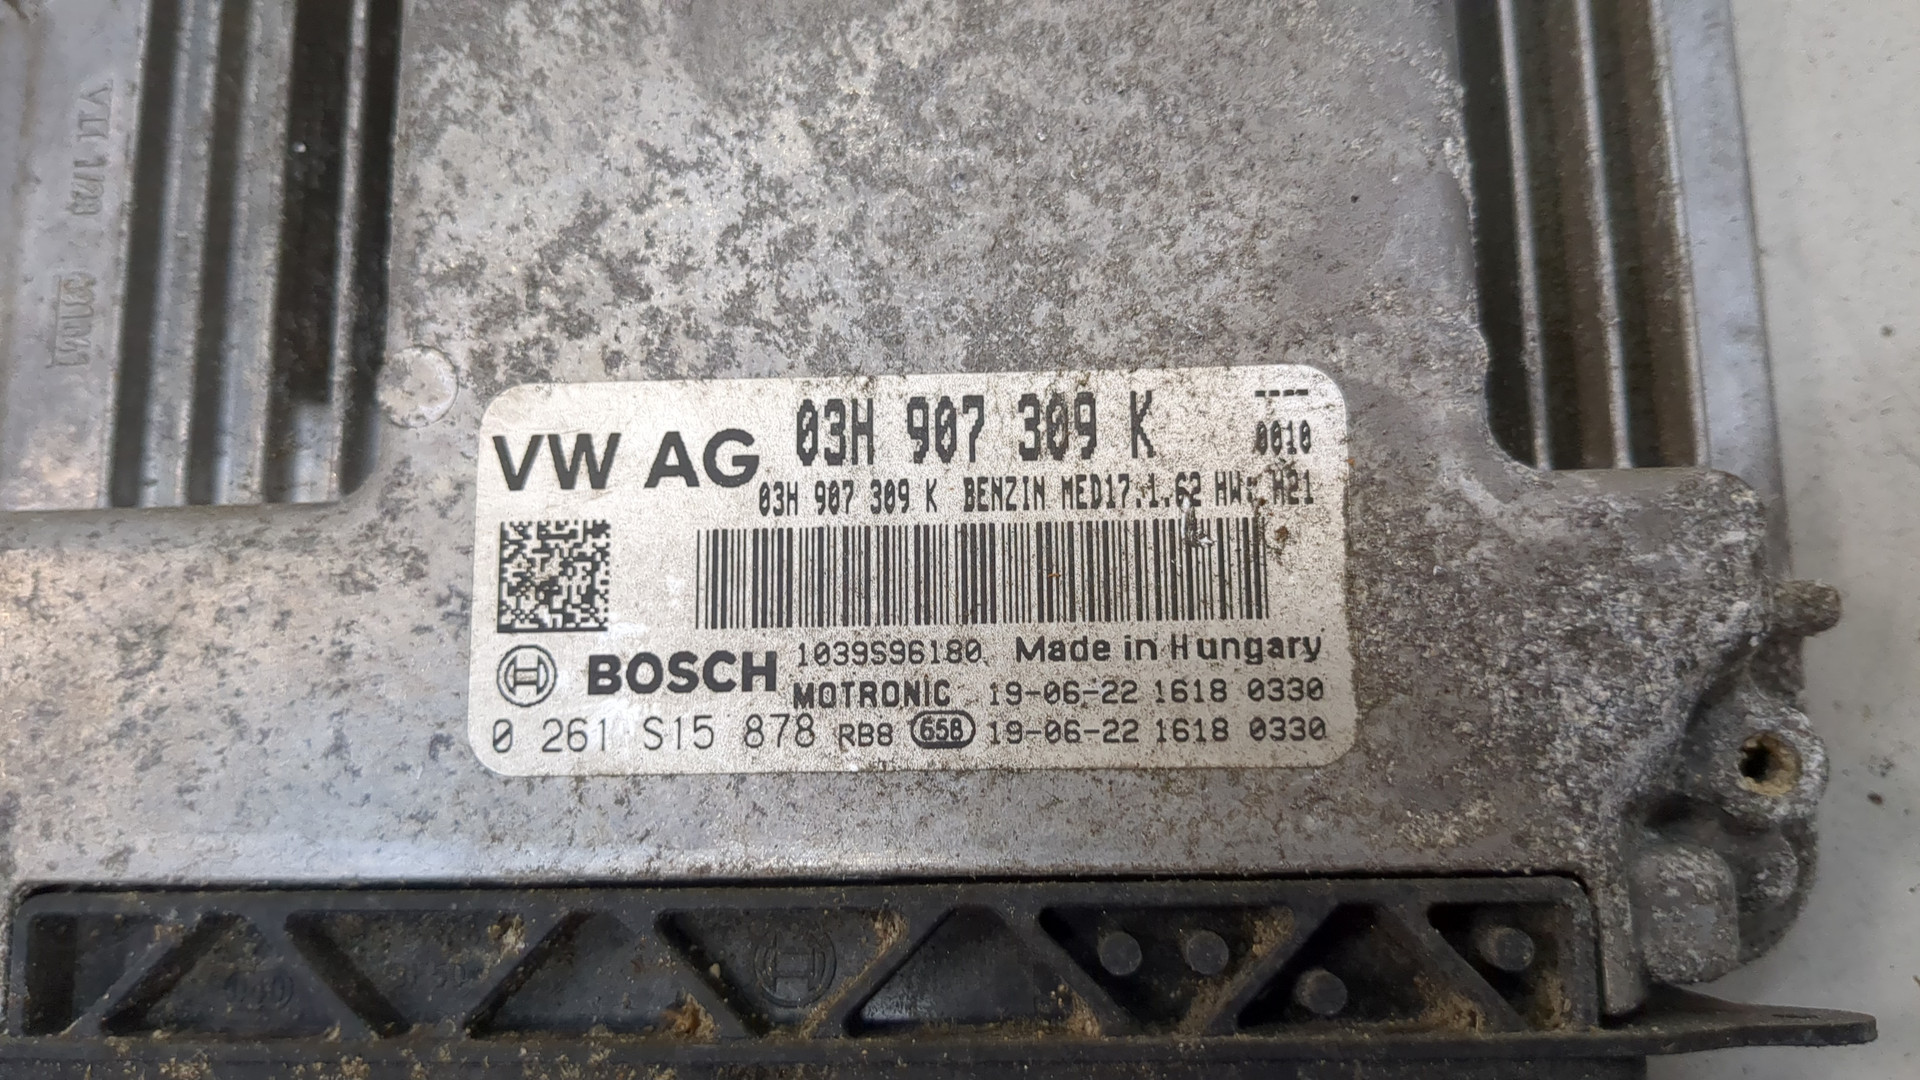 03H 907 309 K ----
VW AG 0010
03H 907 309 K BENZIN MED17.1.62 HW: H21
BOSCH 1039S96180 Made in Hungary
MOTRONIC 19-06-22 1618 0330
0 261 S15 878 RB8 658 19-06-22 1618 0330